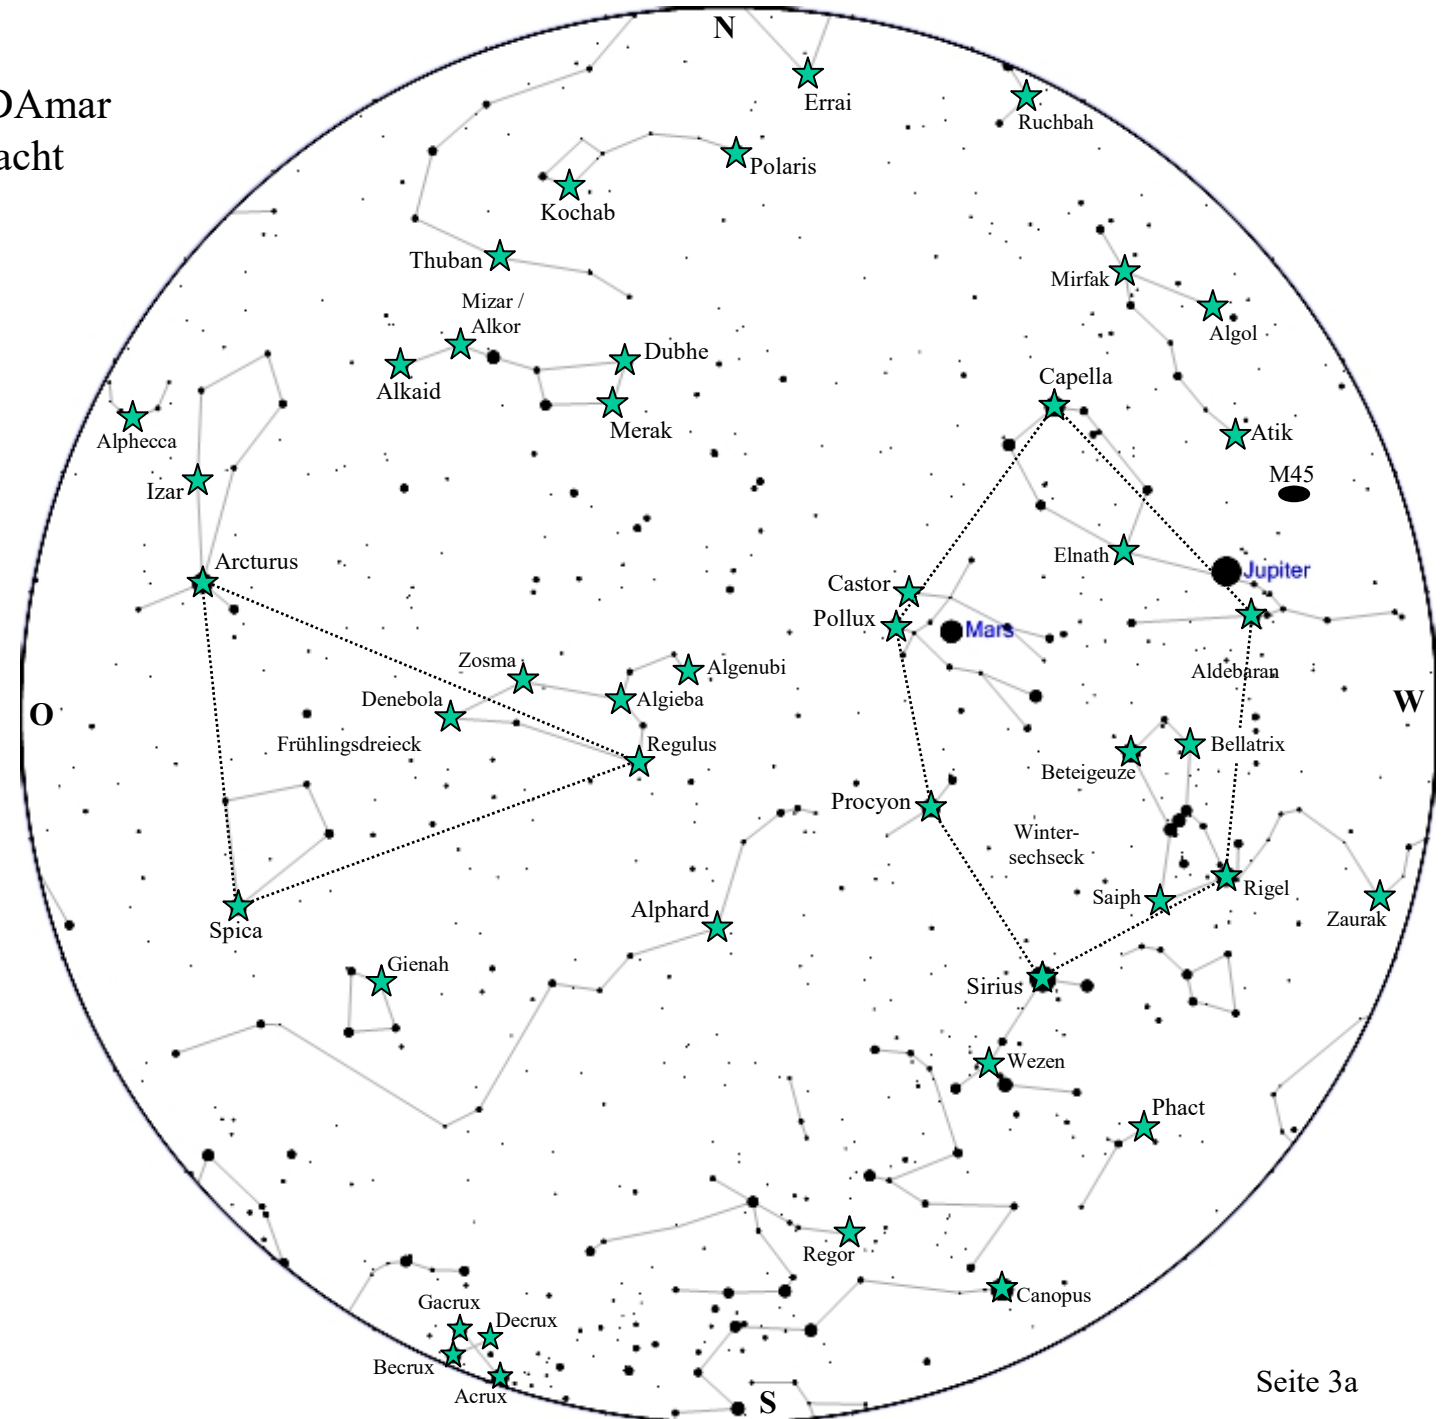 N
DAmar
acht
Errai
Ruchbah
Polaris
Kochab
Thuban
Mirfak
Mizar /
Alkor
Algol
Dubhe
Alkaid
Capella
Merak
Alphecca
Atik
M45
Izar
Arcturus
Elnath
Jupiter
Castor
Pollux
Mars
Zosma
Algenubi
Aldebaran
Denebola
Algieba
O
W
Frühlingsdreieck
Regulus
Bellatrix
Beteigeuze
Procyon
Winter-
sechseck
Saiph
Rigel
Alphard
Zaurak
Spica
Gienah
Sirius
Wezen
Phact
Regor
Canopus
Gacrux
Decrux
Becrux
Acrux
S
Seite 3a